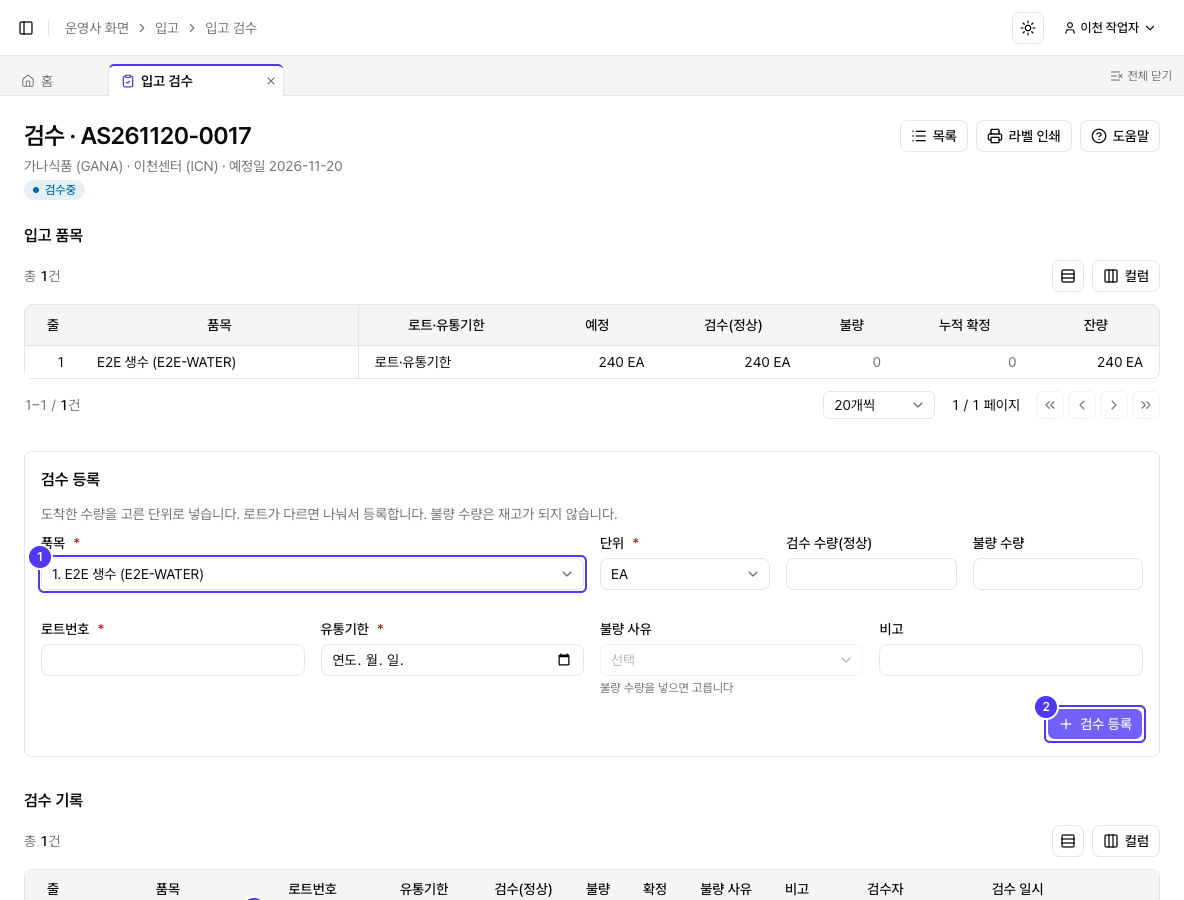 운영사 화면 > 입고 > 입고 검수
이천 작업자
홈
입고 검수
전체 닫기
검수 · AS261120-0017
목록
라벨 인쇄
도움말
가나식품 (GANA) · 이천센터 (ICN) · 예정일 2026-11-20
검수중
입고 품목
총 1건
컬럼
줄 품목 로트·유통기한 예정 검수(정상) 불량 누적 확정 잔량
1 E2E 생수 (E2E-WATER) 로트·유통기한 240 EA 240 EA 0 0 240 EA
1–1 / 1건
20개씩
1 / 1 페이지
검수 등록
도착한 수량을 고른 단위로 넣습니다. 로트가 다르면 나눠서 등록합니다. 불량 수량은 재고가 되지 않습니다.
품목 * 단위 * 검수 수량(정상) 불량 수량
1
1. E2E 생수 (E2E-WATER) EA
로트번호 * 유통기한 * 불량 사유 비고
연도. 월. 일. 선택
불량 수량을 넣으면 고릅니다
2
+ 검수 등록
검수 기록
총 1건
컬럼
줄 품목 로트번호 유통기한 검수(정상) 불량 확정 불량 사유 비고 검수자 검수 일시